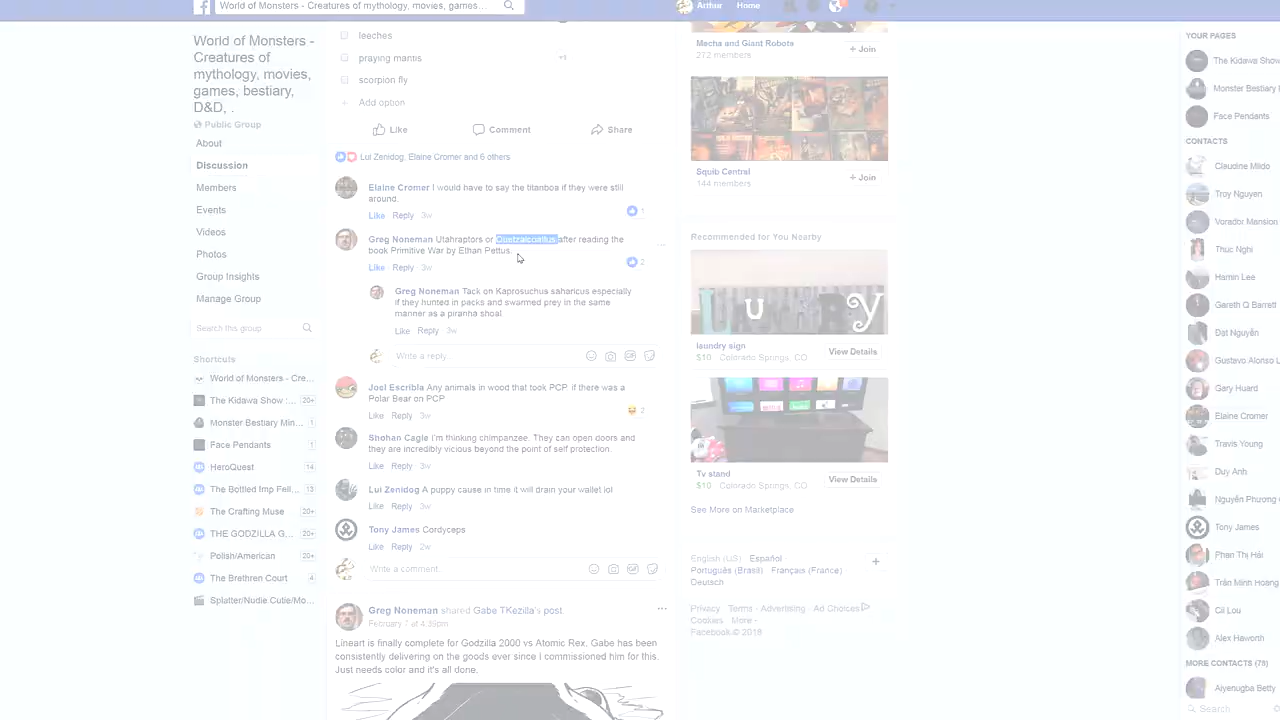 World of Monsters - Creatures of mythology, movies, games...
Arthur
Home
World of Monsters -
Creatures of
mythology, movies,
games, bestiary,
D&D, .
Public Group
About
Discussion
Members
Events
Videos
Photos
Group Insights
Manage Group
Search this group
Shortcuts
World of Monsters - Cre...
The Kidawa Show :... 20+
Monster Bestiary Min... 1
Face Pendants 1
HeroQuest 14
The Bottled Imp Fell... 13
The Crafting Muse 20+
THE GODZILLA G... 20+
Polish/American 20+
The Brethren Court 4
Splatter/Nudie Cutie/Mo...
leeches
praying mantis
+1
scorpion fly
+ Add option
Like Comment Share
Lui Zenidog, Elaine Cromer and 6 others
Elaine Cromer I would have to say the titanboa if they were still
around.
Like Reply 3w
1
Greg Noneman Utahraptors or Quetzalcoatlus after reading the
book Primitive War by Ethan Pettus.
Like Reply 3w
2
Greg Noneman Tack on Kaprosuchus saharicus especially
if they hunted in packs and swarmed prey in the same
manner as a piranha shoal.
Like Reply 3w
Write a reply...
Joel Escribla Any animals in wood that took PCP if there was a
Polar Bear on PCP
Like Reply 3w
2
Shohan Cagle I'm thinking chimpanzee. They can open doors and
they are incredibly vicious beyond the point of self protection.
Like Reply 3w
Lui Zenidog A puppy cause in time it will drain your wallet lol
Like Reply 3w
Tony James Cordyceps
Like Reply 2w
Write a comment...
Greg Noneman shared Gabe TKezilla's post.
February 7 at 4:39pm
Lineart is finally complete for Godzilla 2000 vs Atomic Rex. Gabe has been
consistently delivering on the goods ever since I commissioned him for this.
Just needs color and it's all done.
Mecha and Giant Robots
272 members
+ Join
Squib Central
144 members
+ Join
Recommended for You Nearby
LuNDRy
laundry sign
$10 · Colorado Springs, CO
View Details
Tv stand
$10 · Colorado Springs, CO
View Details
See More on Marketplace
English (US) · Español ·
Português (Brasil) · Français (France) ·
Deutsch
+
Privacy · Terms · Advertising · Ad Choices
Cookies · More
Facebook © 2018
YOUR PAGES
The Kidawa Show
Monster Bestiary
Face Pendants
CONTACTS
Claudine Mildo
Troy Nguyen
Vorador Mansion
Thuc Nghi
Hamin Lee
Gareth Q Barrett
Đạt Nguyễn
Gustavo Alonso
Gary Huard
Elaine Cromer
Travis Young
Duy Anh
Nguyễn Phương
Tony James
Phan Thị Hải
Trần Minh Hoàng
Cil Lou
Alex Haworth
MORE CONTACTS (78)
Aiyenugba Betty
Search